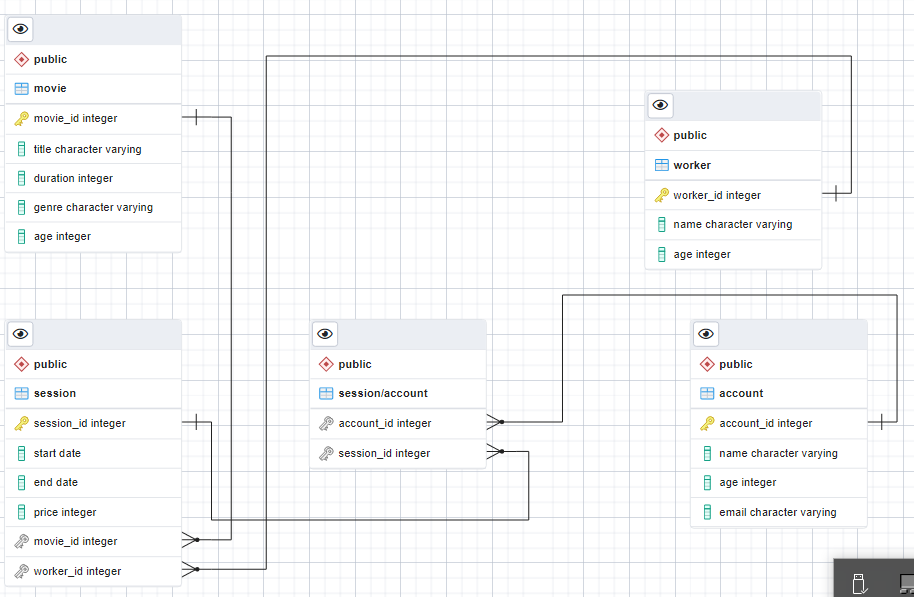 public
movie
movie_id integer
title character varying
duration integer
genre character varying
age integer
public
worker
worker_id integer
name character varying
age integer
public
session
session_id integer
start date
end date
price integer
movie_id integer
worker_id integer
public
session/account
account_id integer
session_id integer
public
account
account_id integer
name character varying
age integer
email character varying